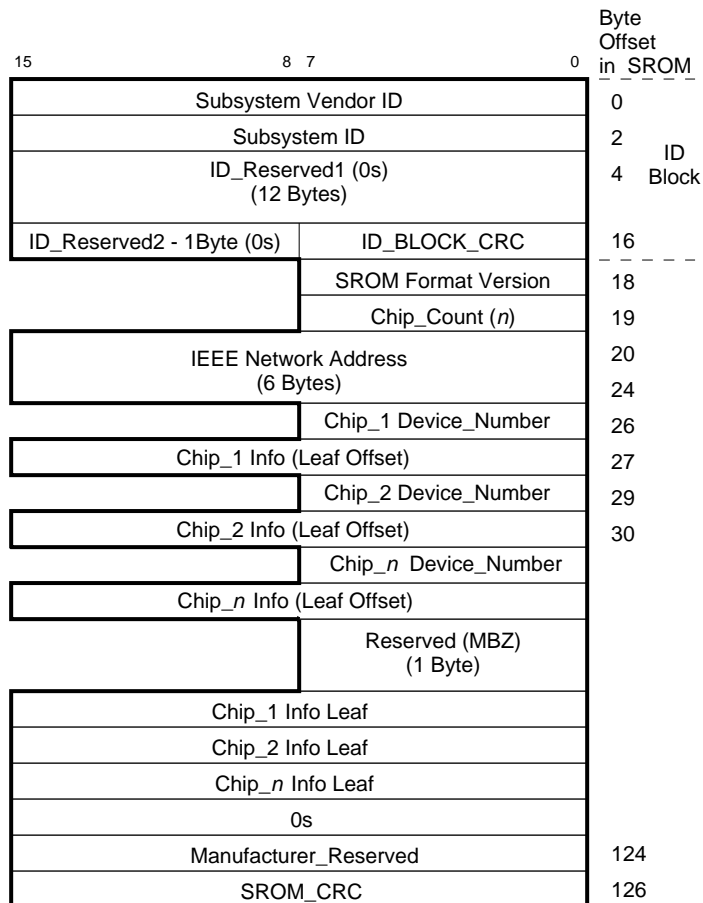 Byte
Offset
15 8 7 0 in SROM
Subsystem Vendor ID 0
Subsystem ID 2
ID
Block
ID_Reserved1 (0s) 4
(12 Bytes)
ID_Reserved2 - 1Byte (0s) ID_BLOCK_CRC 16
SROM Format Version 18
Chip_Count (n) 19
IEEE Network Address 20
(6 Bytes) 24
Chip_1 Device_Number 26
Chip_1 Info (Leaf Offset) 27
Chip_2 Device_Number 29
Chip_2 Info (Leaf Offset) 30
Chip_n Device_Number
Chip_n Info (Leaf Offset)
Reserved (MBZ)
(1 Byte)
Chip_1 Info Leaf
Chip_2 Info Leaf
Chip_n Info Leaf
0s
Manufacturer_Reserved 124
SROM_CRC 126